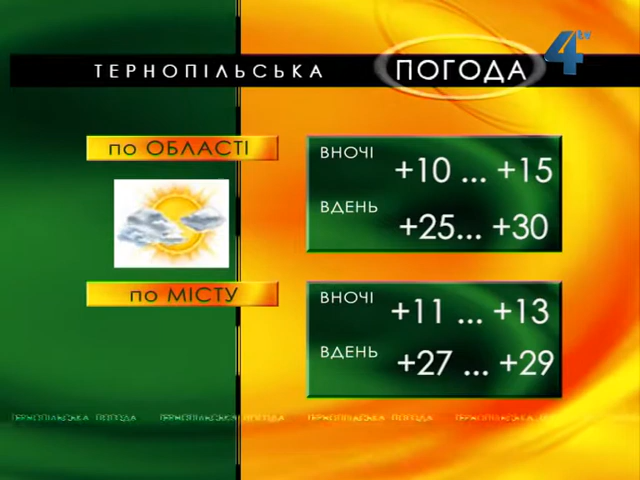 ТЕРНОПІЛЬСЬКА ПОГОДА
4 tv
по ОБЛАСТІ
ВНОЧІ +10 ... +15
ВДЕНЬ +25... +30
по МІСТУ
ВНОЧІ +11 ... +13
ВДЕНЬ +27 ... +29
ТЕРНОПІЛЬСЬКА ПОГОДА ТЕРНОПІЛЬСЬКА ПОГОДА ТЕРНОПІЛЬСЬКА ПОГОДА ТЕРНОПІЛЬСЬКА